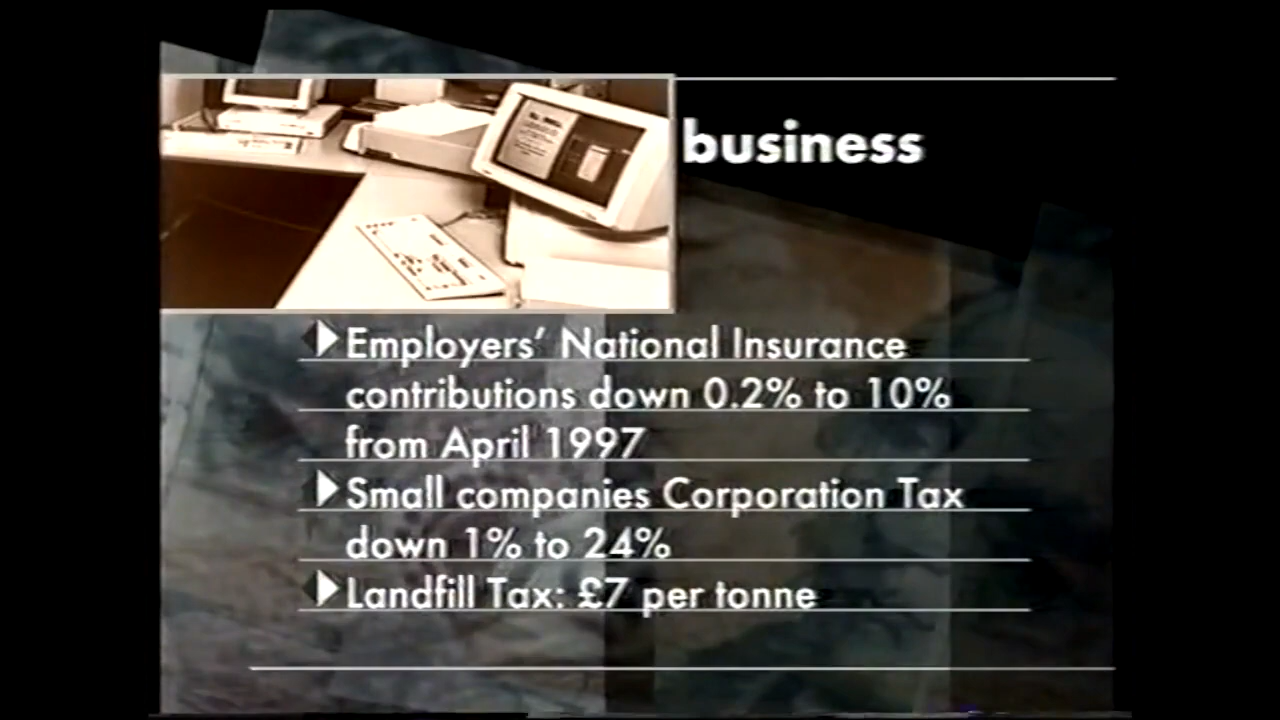 business
Employers’ National Insurance
contributions down 0.2% to 10%
from April 1997
Small companies Corporation Tax
down 1% to 24%
Landfill Tax: £7 per tonne